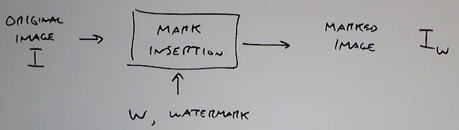 ORIGINAL
IMAGE
I
MARK
INSERTION
W, WATERMARK
MARKED
IMAGE
I_W